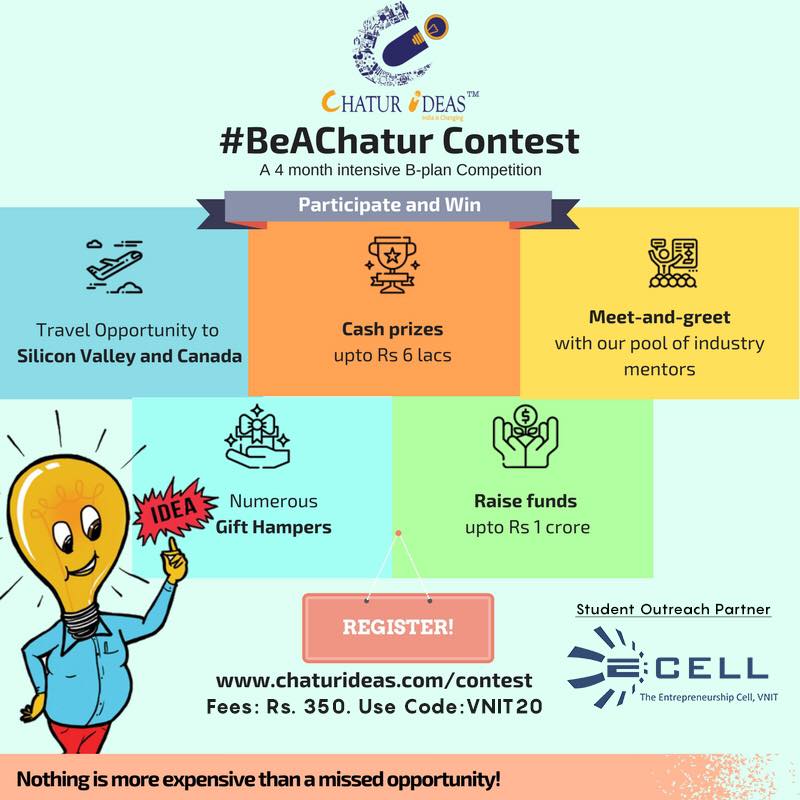 CHATUR iDEAS™
India is Changing
#BeAChatur Contest
A 4 month intensive B-plan Competition
Participate and Win
Travel Opportunity to
Silicon Valley and Canada
Cash prizes
upto Rs 6 lacs
Meet-and-greet
with our pool of industry
mentors
IDEA
Numerous
Gift Hampers
Raise funds
upto Rs 1 crore
REGISTER!
www.chaturideas.com/contest
Fees: Rs. 350. Use Code:VNIT20
Student Outreach Partner
E-CELL
The Entrepreneurship Cell, VNIT
Nothing is more expensive than a missed opportunity!